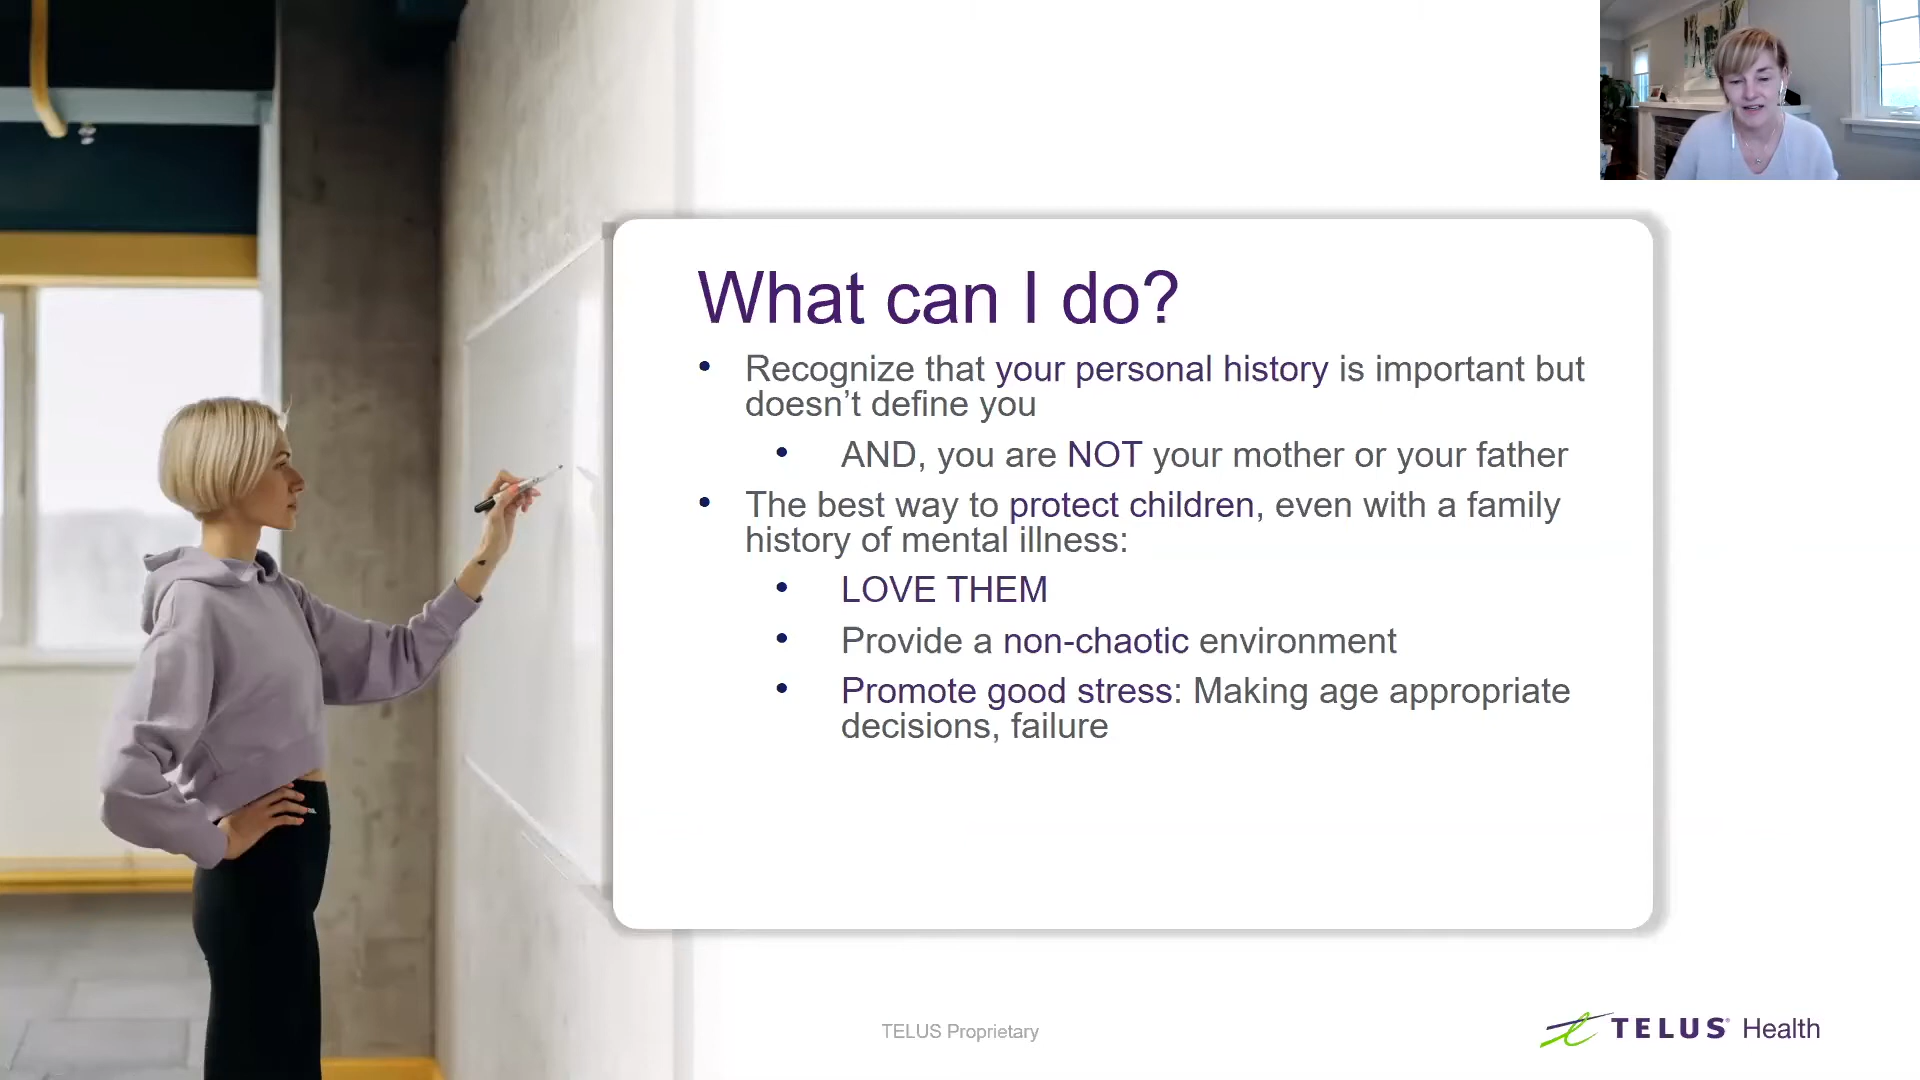 What can I do?
• Recognize that your personal history is important but
doesn’t define you
• AND, you are NOT your mother or your father
• The best way to protect children, even with a family
history of mental illness:
• LOVE THEM
• Provide a non-chaotic environment
• Promote good stress: Making age appropriate
decisions, failure
TELUS Proprietary
TELUS® Health